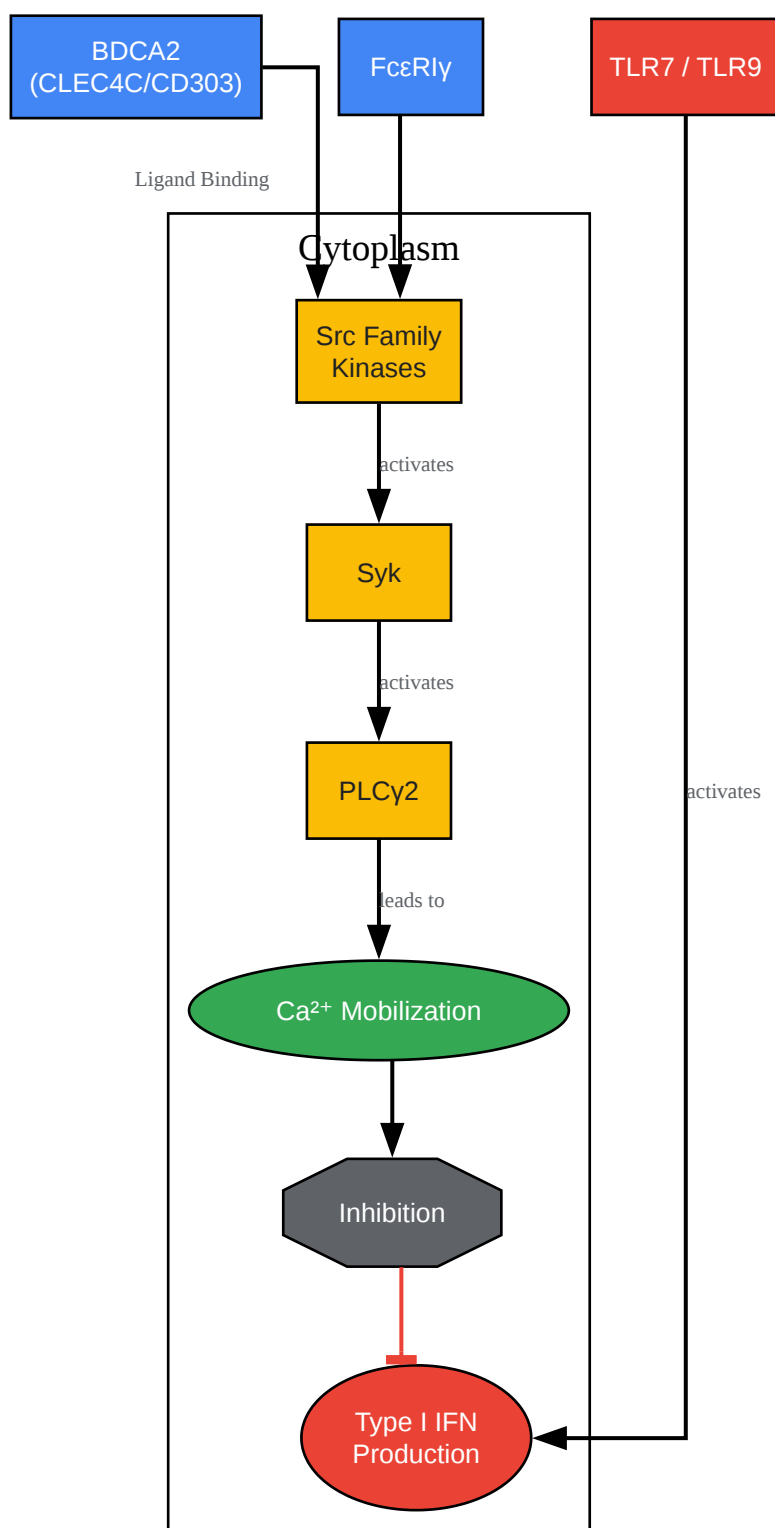 BDCA2
(CLEC4C/CD303)
FcεRIγ
TLR7 / TLR9
Ligand Binding
Cytoplasm
Src Family
Kinases
activates
Syk
activates
PLCγ2
activates
leads to
Ca²⁺ Mobilization
Inhibition
Type I IFN
Production